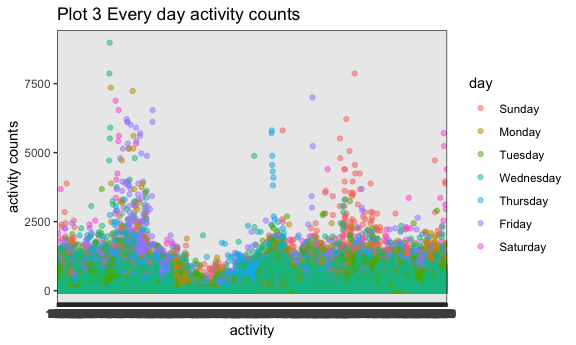 Plot 3 Every day activity counts
activity counts
7500
5000
2500
0
activity
day
Sunday
Monday
Tuesday
Wednesday
Thursday
Friday
Saturday